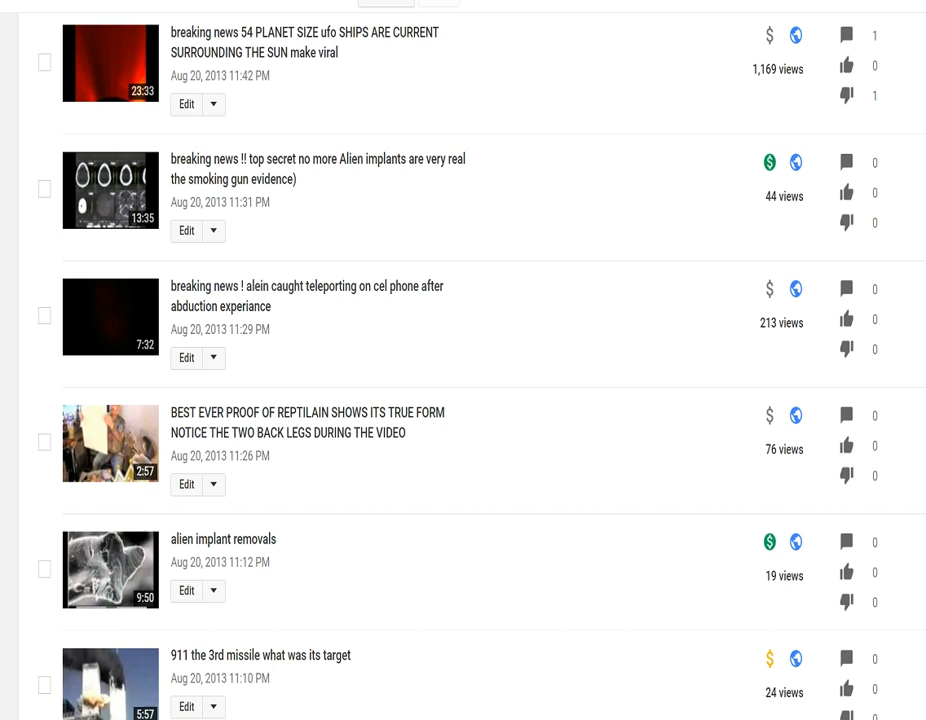 breaking news 54 PLANET SIZE ufo SHIPS ARE CURRENT
SURROUNDING THE SUN make viral
Aug 20, 2013 11:42 PM
Edit
23:33
$
1,169 views
1
0
1
breaking news !! top secret no more Alien implants are very real
the smoking gun evidence)
Aug 20, 2013 11:31 PM
Edit
13:35
$
44 views
0
0
0
breaking news ! alein caught teleporting on cel phone after
abduction experiance
Aug 20, 2013 11:29 PM
Edit
7:32
$
213 views
0
0
0
BEST EVER PROOF OF REPTILAIN SHOWS ITS TRUE FORM
NOTICE THE TWO BACK LEGS DURING THE VIDEO
Aug 20, 2013 11:26 PM
Edit
2:57
$
76 views
0
0
0
alien implant removals
Aug 20, 2013 11:12 PM
Edit
9:50
$
19 views
0
0
0
911 the 3rd missile what was its target
Aug 20, 2013 11:10 PM
Edit
5:57
$
24 views
0
0
0